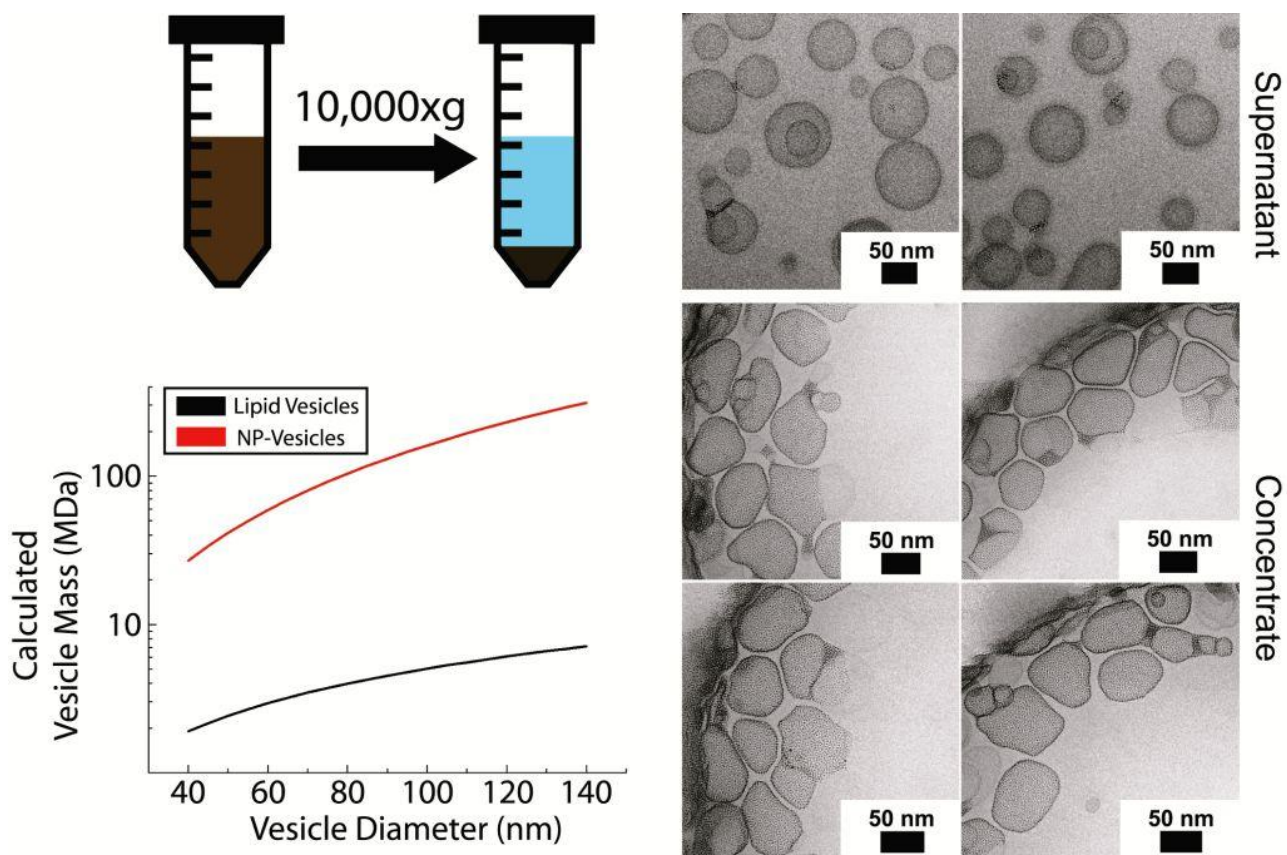 10,000xg
Supernatant
50 nm
50 nm
Concentrate
50 nm
50 nm
50 nm
50 nm
Lipid Vesicles
NP-Vesicles
Calculated
Vesicle Mass (MDa)
100
10
40 60 80 100 120 140
Vesicle Diameter (nm)